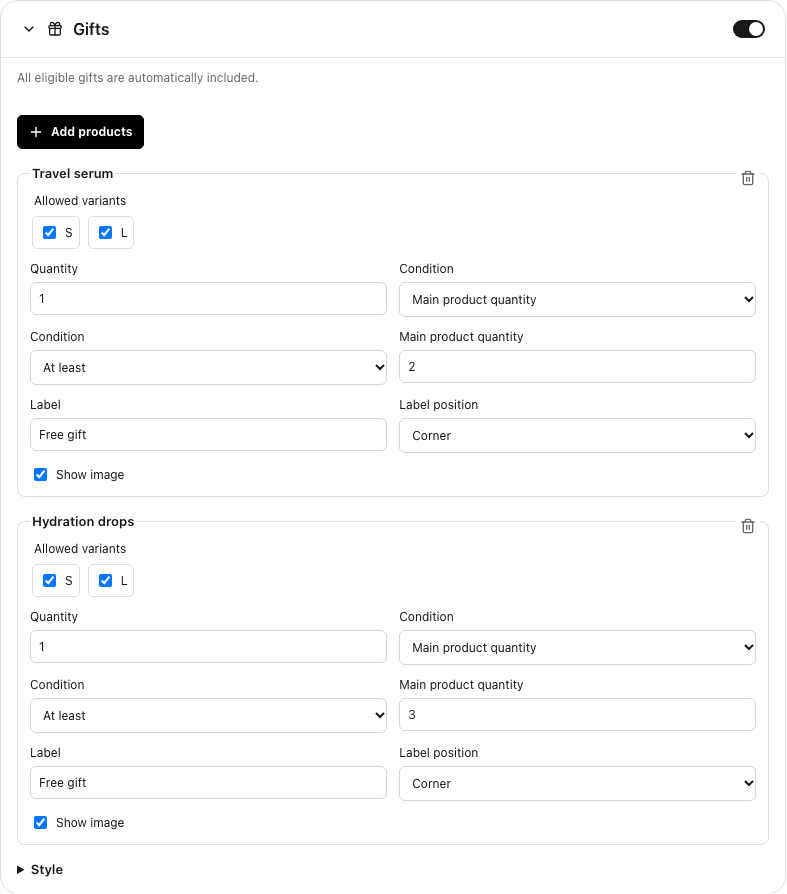 Gifts
All eligible gifts are automatically included.
Add products
Travel serum
Allowed variants
S L
Quantity Condition
1 Main product quantity
Condition Main product quantity
At least 2
Label Label position
Free gift Corner
Show image
Hydration drops
Allowed variants
S L
Quantity Condition
1 Main product quantity
Condition Main product quantity
At least 3
Label Label position
Free gift Corner
Show image
Style